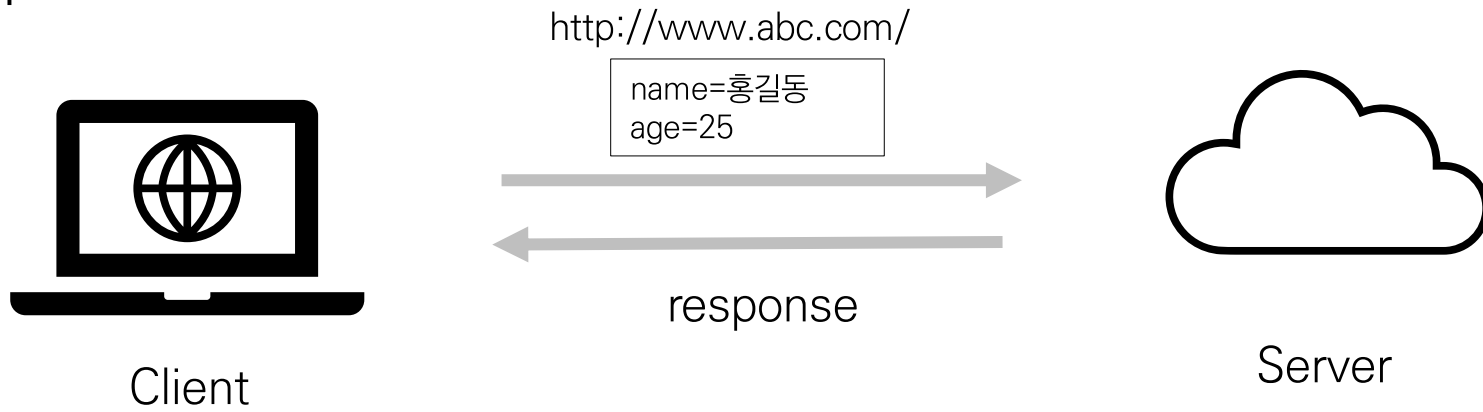 http://www.abc.com/
name=홍길동
age=25
response
Client
Server